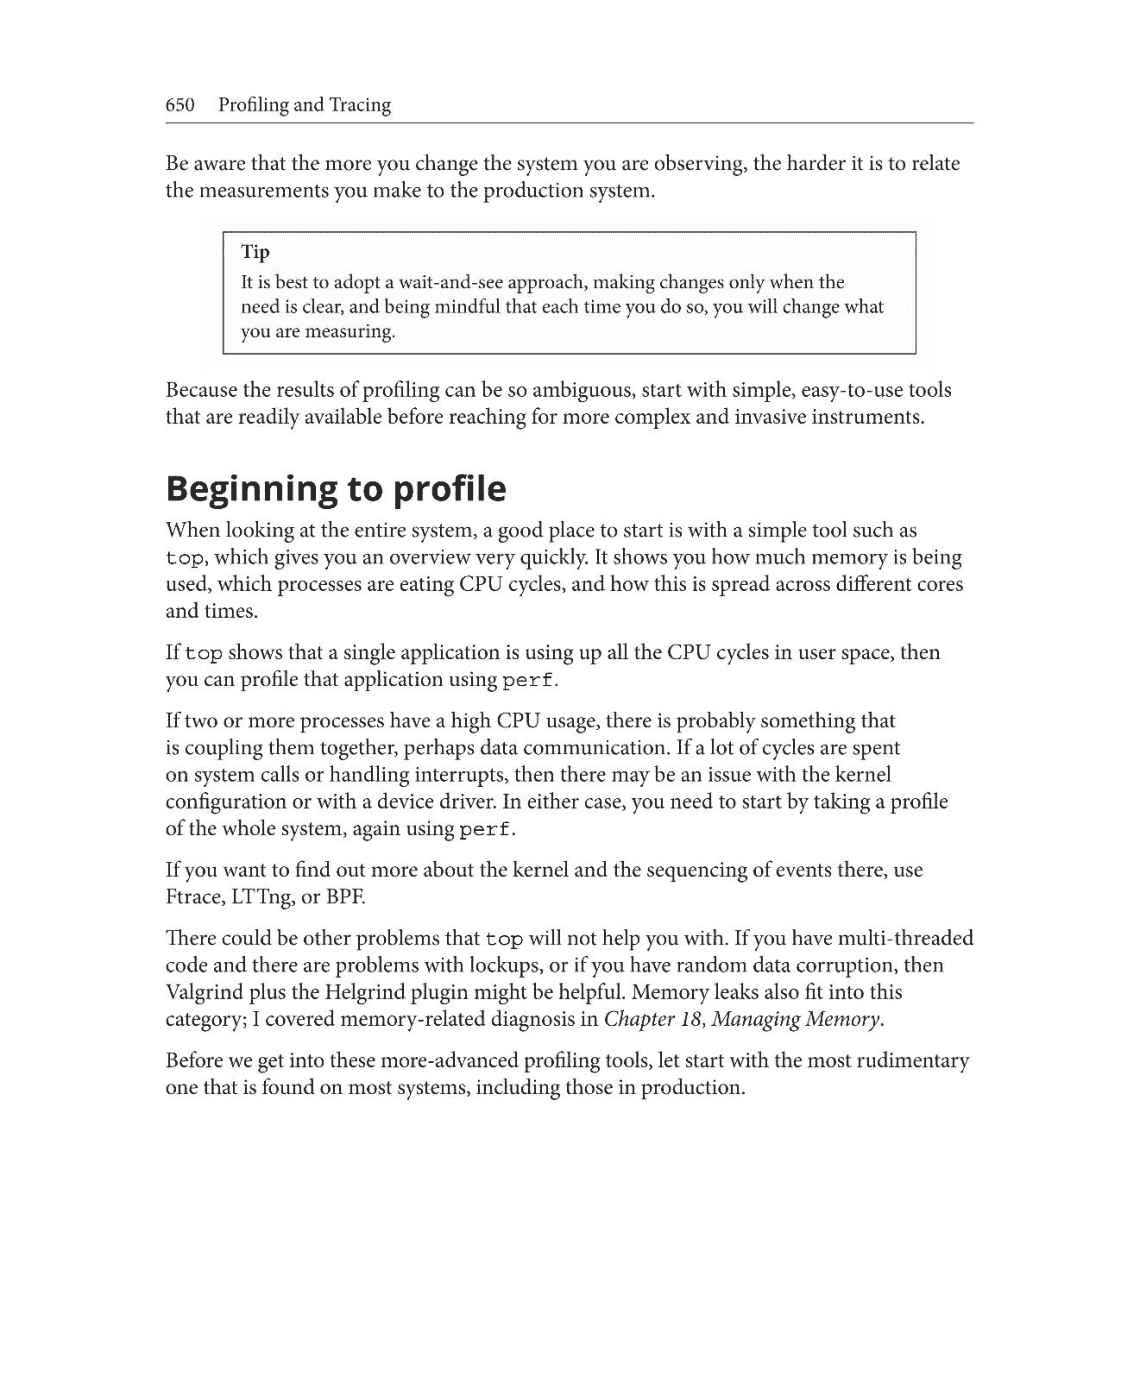 650 Profiling and Tracing
Be aware that the more you change the system you are observing, the harder it is to relate
the measurements you make to the production system.
Tip
It is best to adopt a wait-and-see approach, making changes only when the
need is clear, and being mindful that each time you do so, you will change what
you are measuring.
Because the results of profiling can be so ambiguous, start with simple, easy-to-use tools
that are readily available before reaching for more complex and invasive instruments.
Beginning to profile
When looking at the entire system, a good place to start is with a simple tool such as
top, which gives you an overview very quickly. It shows you how much memory is being
used, which processes are eating CPU cycles, and how this is spread across different cores
and times.
If top shows that a single application is using up all the CPU cycles in user space, then
you can profile that application using perf.
If two or more processes have a high CPU usage, there is probably something that
is coupling them together, perhaps data communication. If a lot of cycles are spent
on system calls or handling interrupts, then there may be an issue with the kernel
configuration or with a device driver. In either case, you need to start by taking a profile
of the whole system, again using perf.
If you want to find out more about the kernel and the sequencing of events there, use
Ftrace, LTTng, or BPF.
There could be other problems that top will not help you with. If you have multi-threaded
code and there are problems with lockups, or if you have random data corruption, then
Valgrind plus the Helgrind plugin might be helpful. Memory leaks also fit into this
category; I covered memory-related diagnosis in Chapter 18, Managing Memory.
Before we get into these more-advanced profiling tools, let start with the most rudimentary
one that is found on most systems, including those in production.